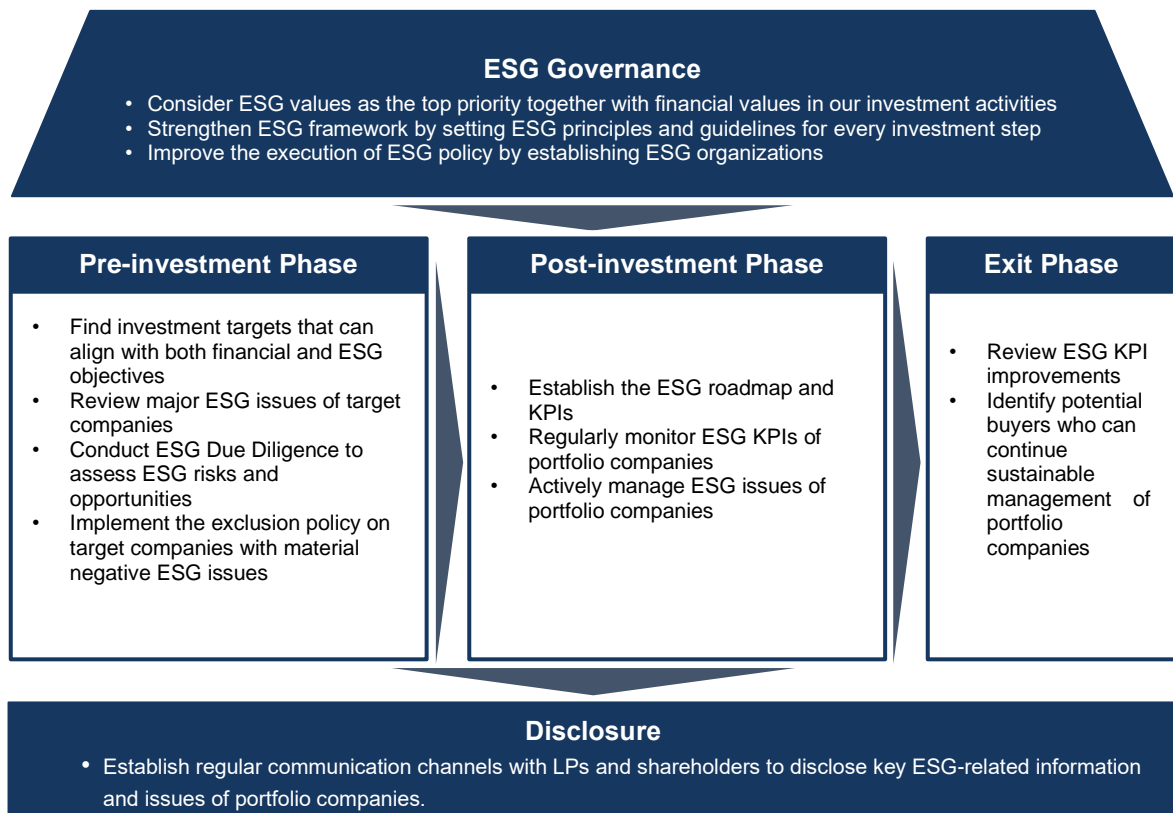 ESG Governance
• Consider ESG values as the top priority together with financial values in our investment activities
• Strengthen ESG framework by setting ESG principles and guidelines for every investment step
• Improve the execution of ESG policy by establishing ESG organizations
Pre-investment Phase
• Find investment targets that can
align with both financial and ESG
objectives
• Review major ESG issues of target
companies
• Conduct ESG Due Diligence to
assess ESG risks and
opportunities
• Implement the exclusion policy on
target companies with material
negative ESG issues
Post-investment Phase
• Establish the ESG roadmap and
KPIs
• Regularly monitor ESG KPIs of
portfolio companies
• Actively manage ESG issues of
portfolio companies
Exit Phase
• Review ESG KPI
improvements
• Identify potential
buyers who can
continue
sustainable
management of
portfolio
companies
Disclosure
• Establish regular communication channels with LPs and shareholders to disclose key ESG-related information
and issues of portfolio companies.